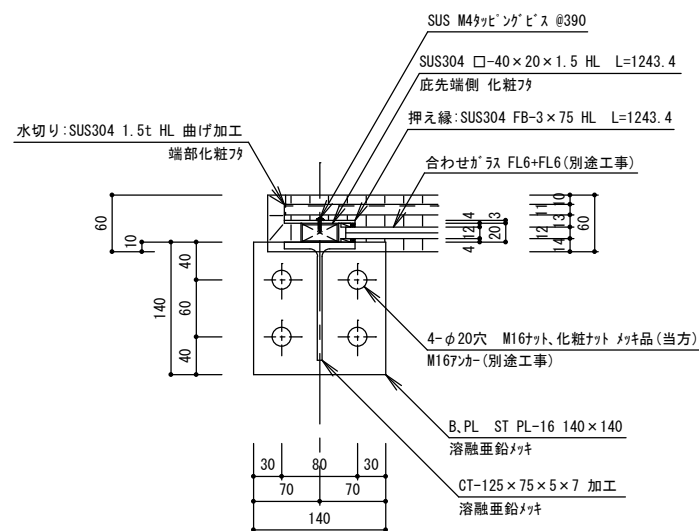 SUS M4ﾀｯﾋﾟﾝｸﾞﾋﾞｽ @390
SUS304 □-40×20×1.5 HL L=1243.4
庇先端側 化粧ﾌﾀ
押え縁:SUS304 FB-3×75 HL L=1243.4
水切り:SUS304 1.5t HL 曲げ加工
端部化粧ﾌﾀ
合わせｶﾞﾗｽ FL6+FL6(別途工事)
60
10
4
3
12
20
4
10
11
13
12
14
60
140
40
60
40
4-φ20穴 M16ﾅｯﾄ、化粧ﾅｯﾄ ﾒｯｷ品(当方)
M16ｱﾝｶｰ(別途工事)
B.PL ST PL-16 140×140
溶融亜鉛ﾒｯｷ
CT-125×75×5×7 加工
溶融亜鉛ﾒｯｷ
30
80
30
70
70
140